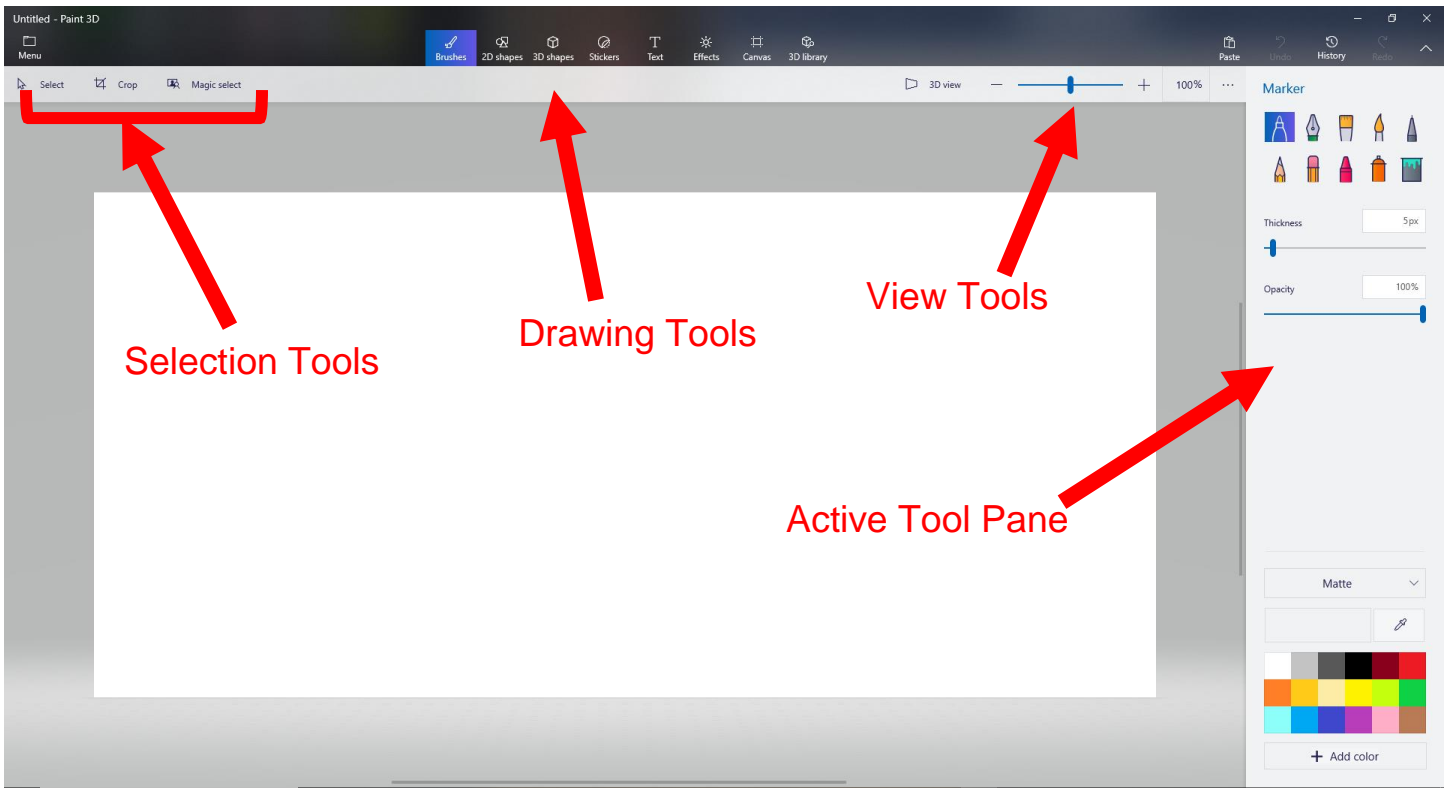 Untitled - Paint 3D
Menu
Brushes 2D shapes 3D shapes Stickers Text Effects Canvas 3D library
Paste Undo History Redo
Select Crop Magic select
3D view 100% ...
Marker
Thickness 5px
Opacity 100%
View Tools
Drawing Tools
Selection Tools
Active Tool Pane
Matte
+ Add color